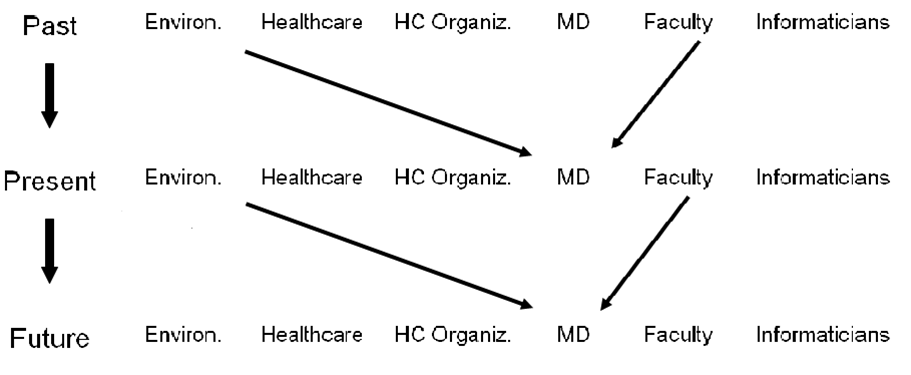 Past Environ. Healthcare HC Organiz. MD Faculty Informaticians
Present Environ. Healthcare HC Organiz. MD Faculty Informaticians
Future Environ. Healthcare HC Organiz. MD Faculty Informaticians